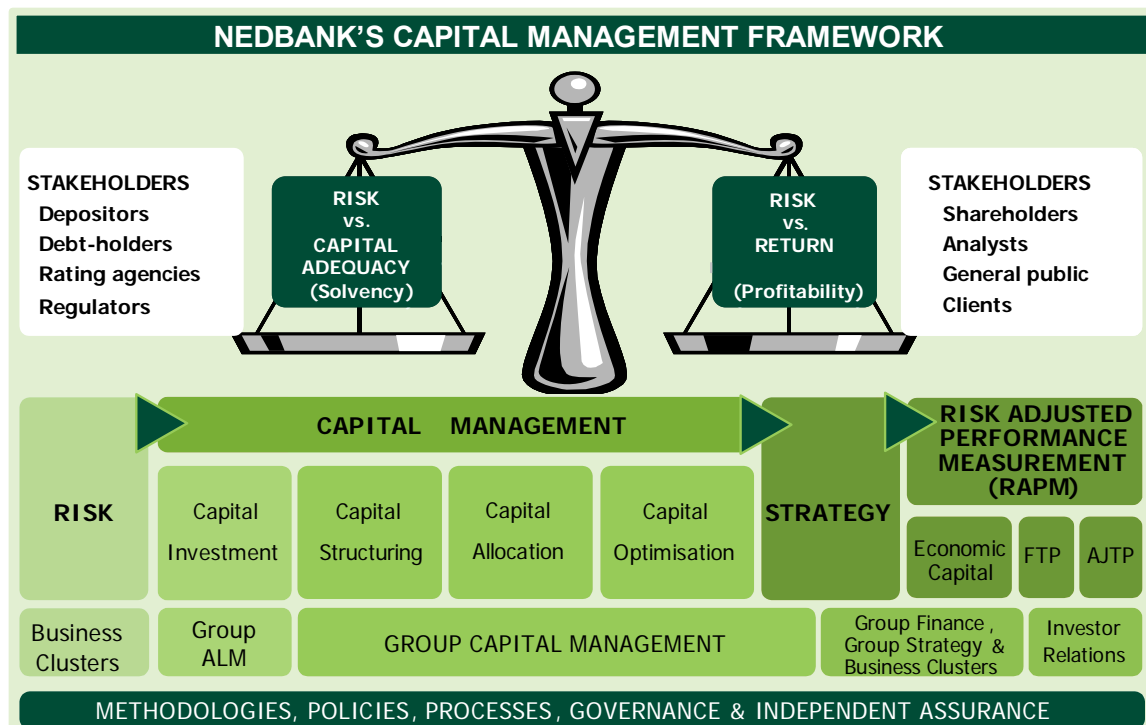 NEDBANK'S CAPITAL MANAGEMENT FRAMEWORK
STAKEHOLDERS
Depositors
Debt-holders
Rating agencies
Regulators
RISK
vs.
CAPITAL
ADEQUACY
(Solvency)
RISK
vs.
RETURN
(Profitability)
STAKEHOLDERS
Shareholders
Analysts
General public
Clients
RISK
CAPITAL MANAGEMENT
Capital
Investment
Capital
Structuring
Capital
Allocation
Capital
Optimisation
STRATEGY
RISK ADJUSTED
PERFORMANCE
MEASUREMENT
(RAPM)
Economic
Capital
FTP
AJTP
Business
Clusters
Group
ALM
GROUP CAPITAL MANAGEMENT
Group Finance ,
Group Strategy &
Business Clusters
Investor
Relations
METHODOLOGIES, POLICIES, PROCESSES, GOVERNANCE & INDEPENDENT ASSURANCE